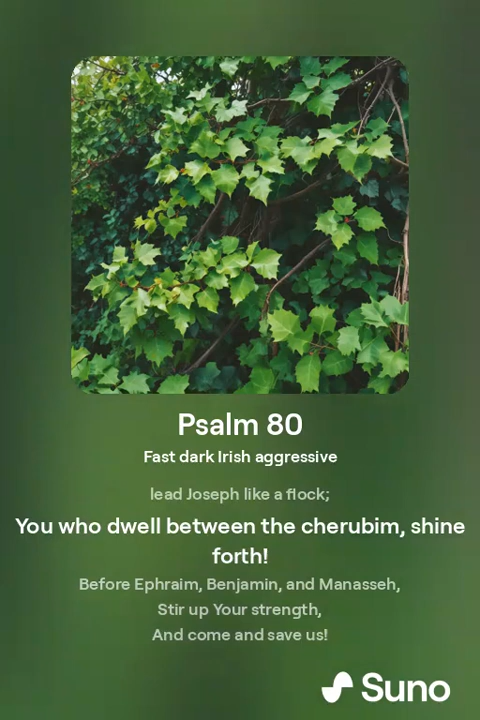 Psalm 80
Fast dark Irish aggressive
lead Joseph like a flock;
You who dwell between the cherubim, shine
forth!
Before Ephraim, Benjamin, and Manasseh,
Stir up Your strength,
And come and save us!
Suno